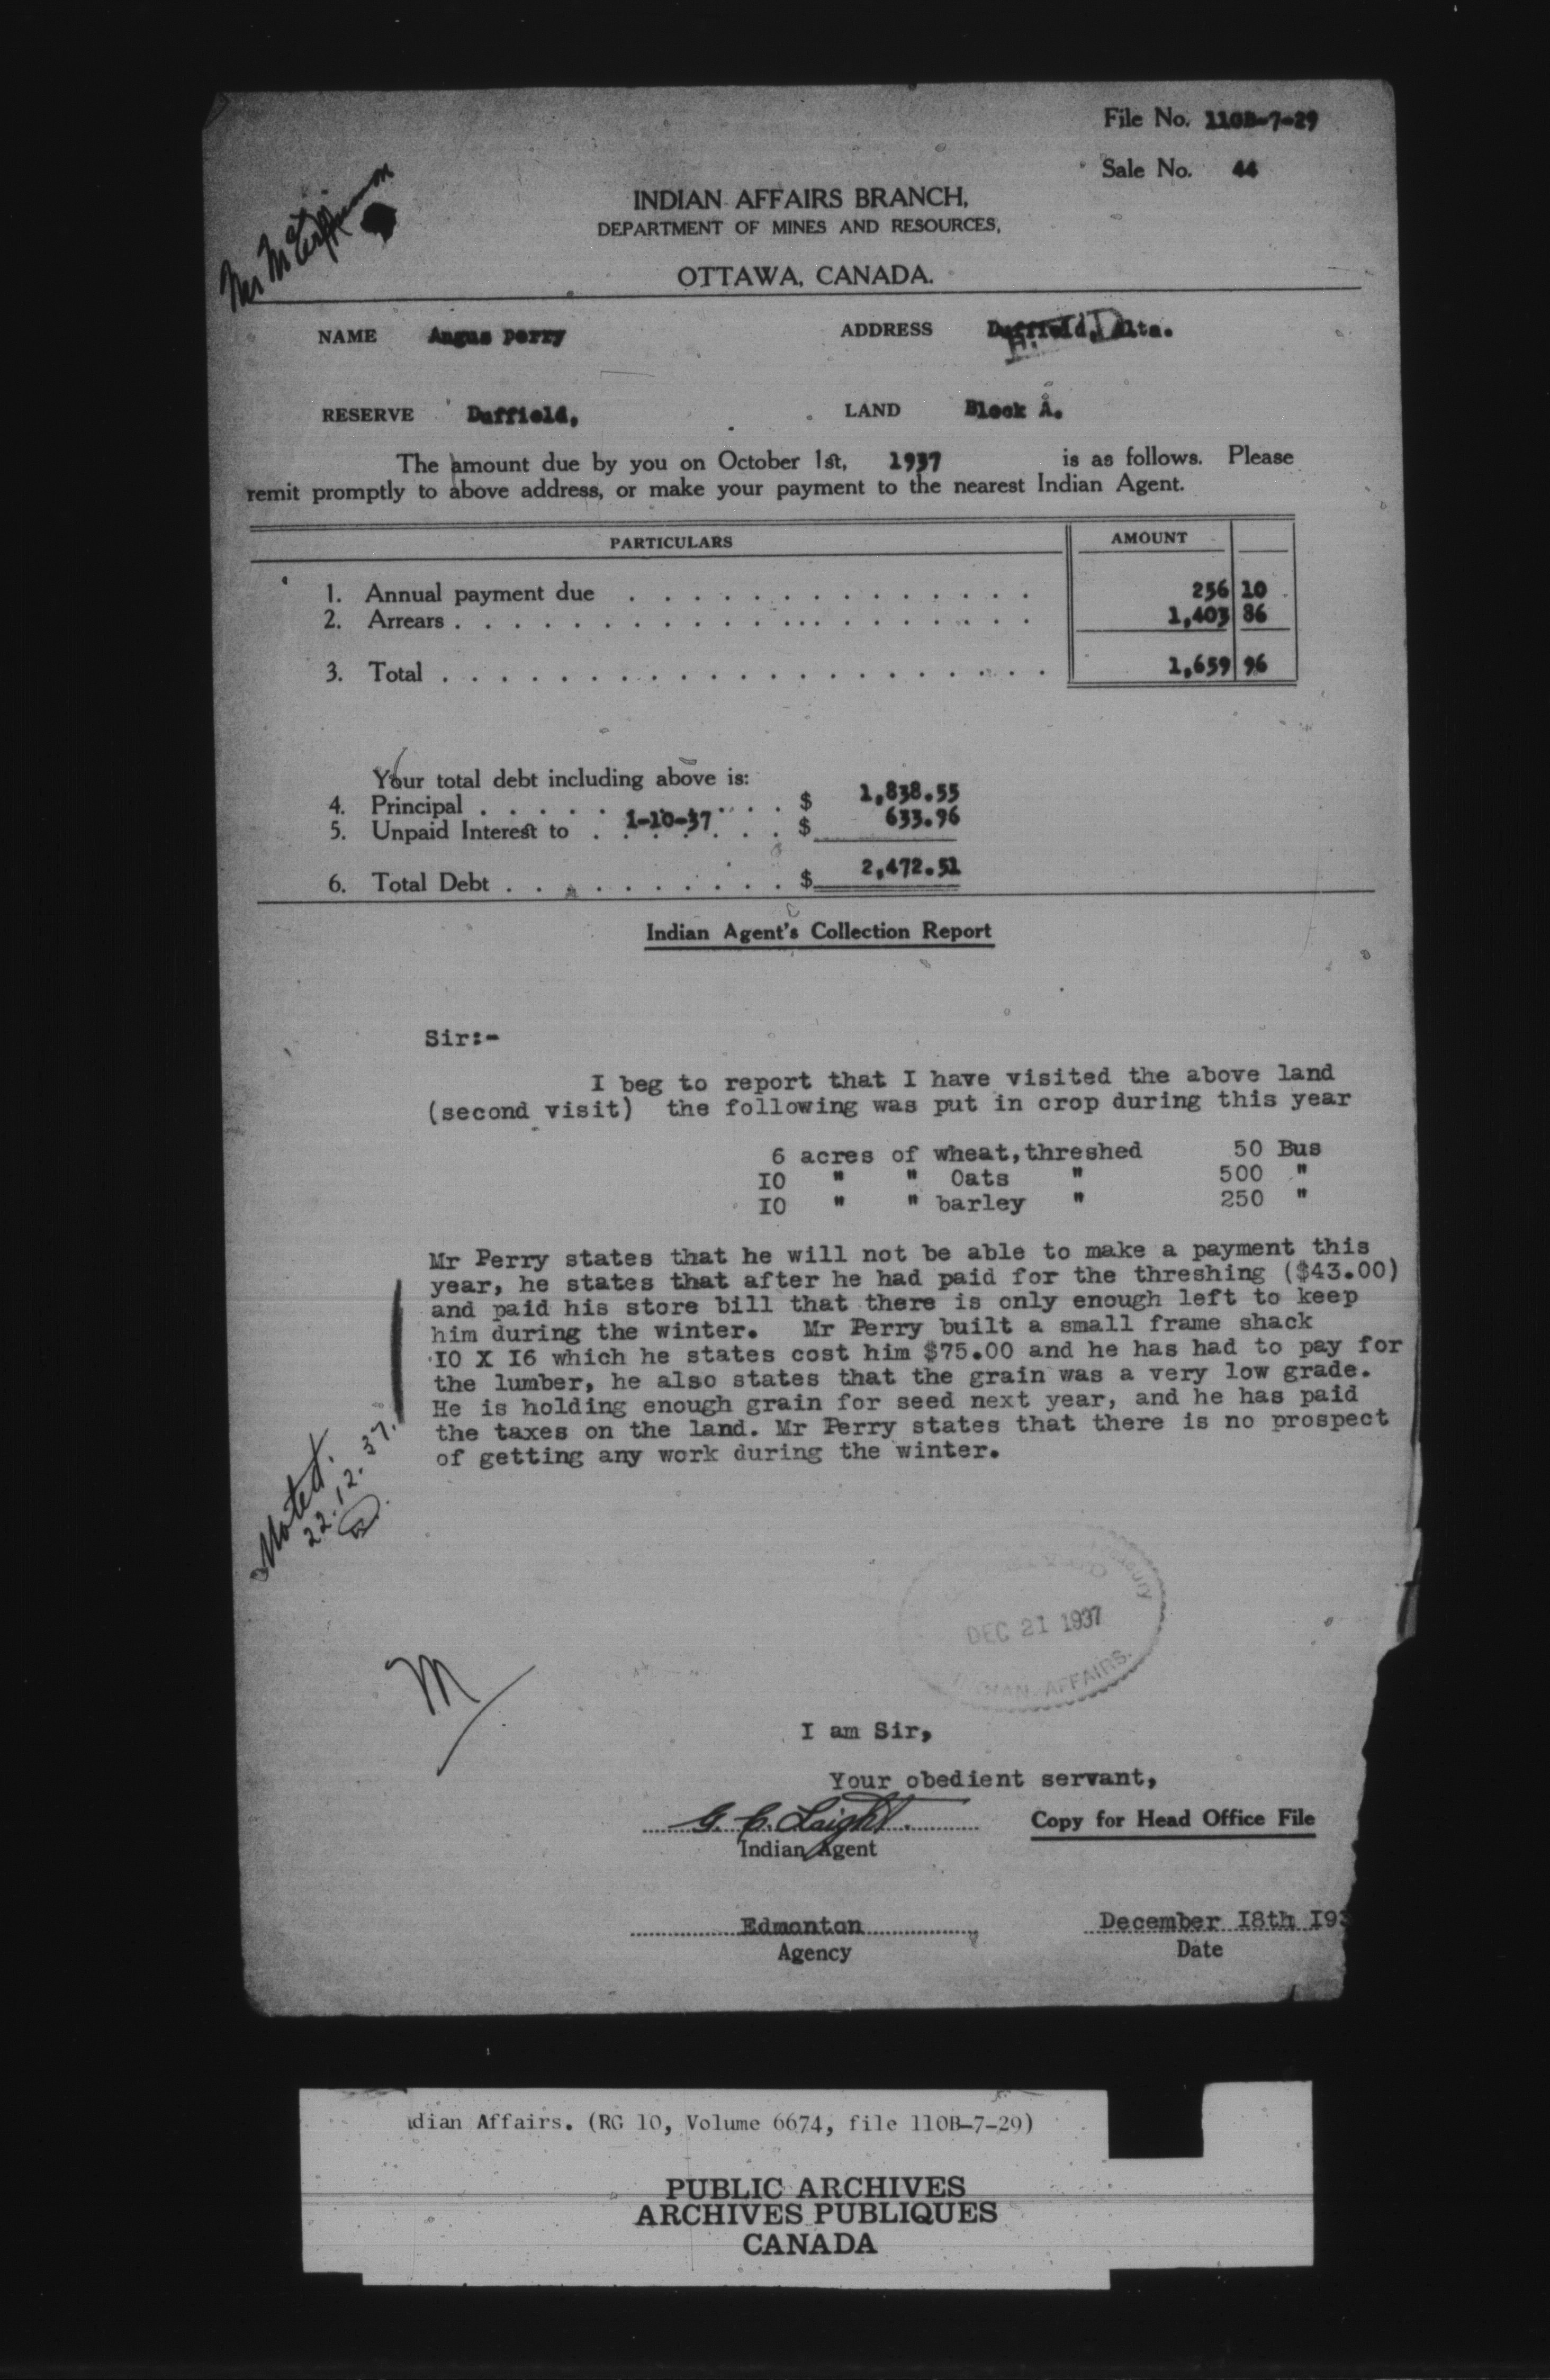 File No. 110B-7-29
Sale No. 44
INDIAN AFFAIRS BRANCH,
DEPARTMENT OF MINES AND RESOURCES,
OTTAWA, CANADA.
NAME Angus Perry ADDRESS Duffield, Alta.
RESERVE Duffield, LAND Block A.
The amount due by you on October 1st, 1937 is as follows. Please
remit promptly to above address, or make your payment to the nearest Indian Agent.
PARTICULARS AMOUNT
1. Annual payment due . . . . . . . . . . . . . 256 10
2. Arrears . . . . . . . . . . . . . . . . . . . . 1,403 86
3. Total . . . . . . . . . . . . . . . . . . . . . 1,659 96
Your total debt including above is:
4. Principal . . . . . . . . . . . $ 1,838.55
5. Unpaid Interest to . 1-10-37 . . . $ 633.96
6. Total Debt . . . . . . . . . . $ 2,472.51
Indian Agent's Collection Report
Sir:-
I beg to report that I have visited the above land
(second visit) the following was put in crop during this year
6 acres of wheat,threshed 50 Bus
IO " " Oats " 500 "
IO " " barley " 250 "
Mr Perry states that he will not be able to make a payment this
year, he states that after he had paid for the threshing ($43.00)
and paid his store bill that there is only enough left to keep
him during the winter. Mr Perry built a small frame shack
IO X I6 which he states cost him $75.00 and he has had to pay for
the lumber, he also states that the grain was a very low grade.
He is holding enough grain for seed next year, and he has paid
the taxes on the land. Mr Perry states that there is no prospect
of getting any work during the winter.
Noted.
22.12.37.
DEC 21 1937
INDIAN AFFAIRS.
M
I am Sir,
Your obedient servant,
G. C. Laight.
Indian Agent
Copy for Head Office File
Edmonton December I8th I93
Agency Date
dian Affairs. (RG 10, Volume 6674, file 110B-7-29)
PUBLIC ARCHIVES
ARCHIVES PUBLIQUES
CANADA